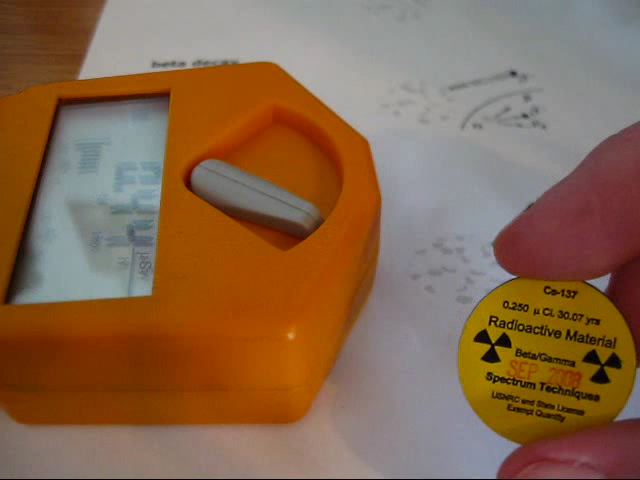 beta decay
Cs-137
0.250 μ Ci, 30.07 yrs
Radioactive Material
Beta/Gamma
SEP 2008
Spectrum Techniques
USNRC and State License
Exempt Quantity